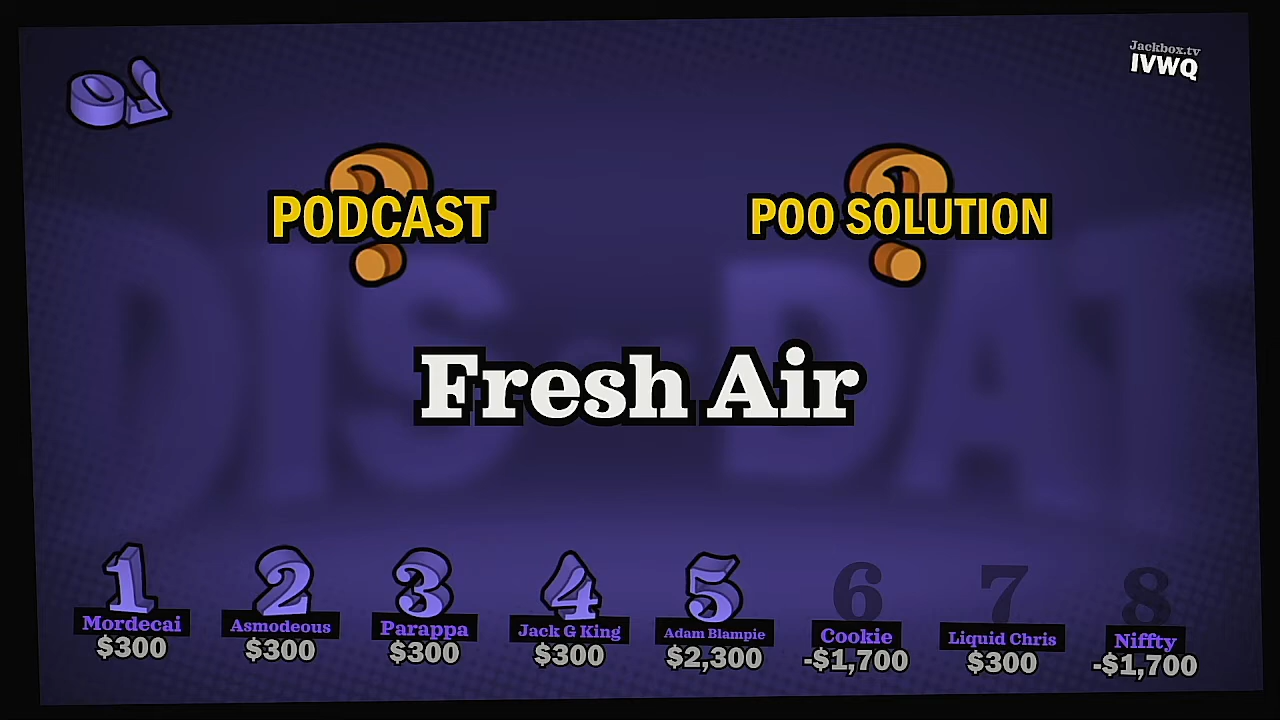 Jackbox.tv
IVWQ
PODCAST
POO SOLUTION
Fresh Air
DIS DAT
1 2 3 4 5 6 7 8
Mordecai Asmodeous Parappa Jack G King Adam Blampie Cookie Liquid Chris Niffty
$300 $300 $300 $300 $2,300 -$1,700 $300 -$1,700